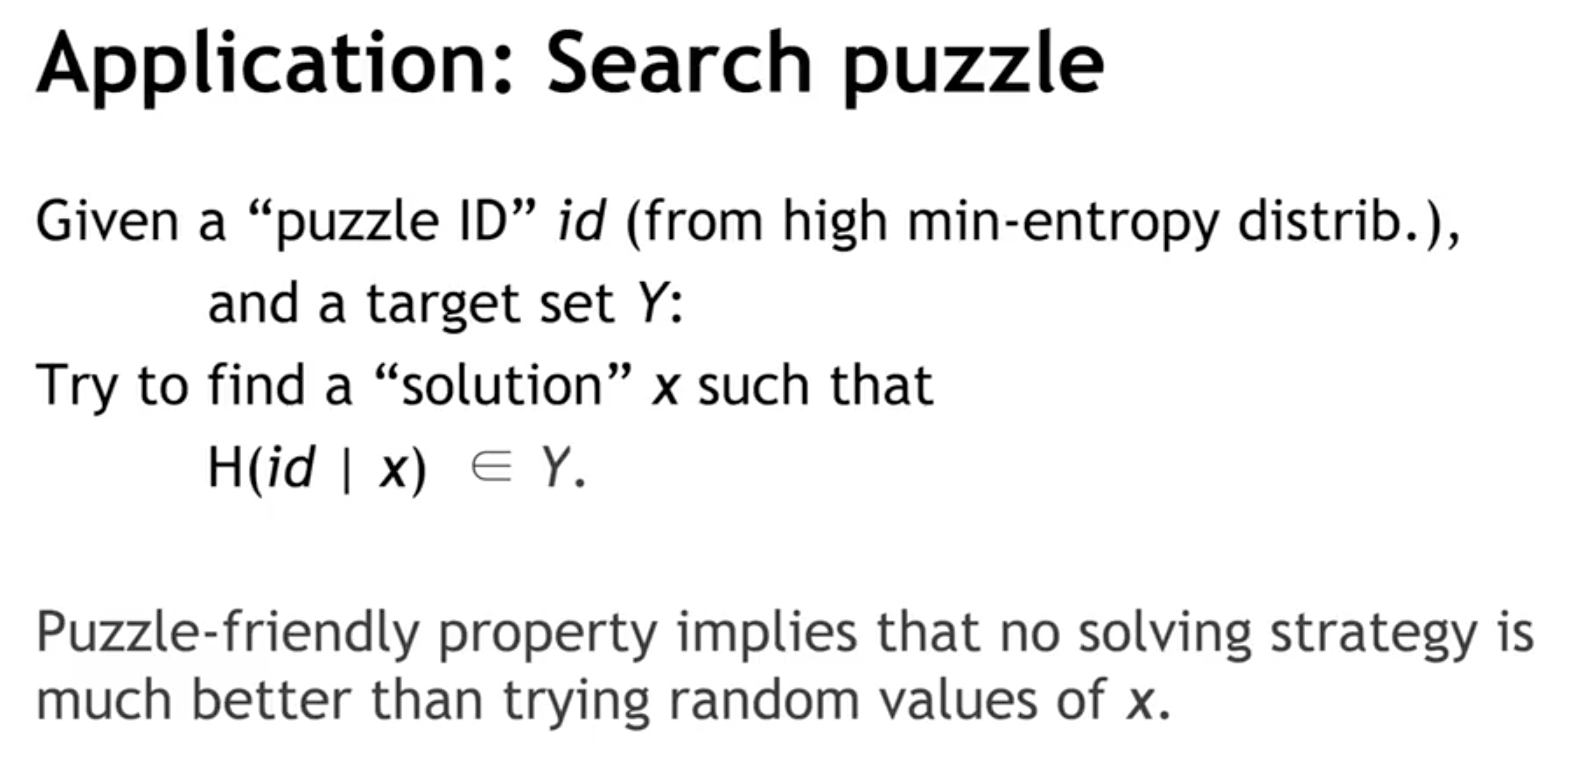 Application: Search puzzle
Given a “puzzle ID” id (from high min-entropy distrib.),
and a target set Y:
Try to find a “solution” x such that
H(id | x) ∈ Y.
Puzzle-friendly property implies that no solving strategy is
much better than trying random values of x.